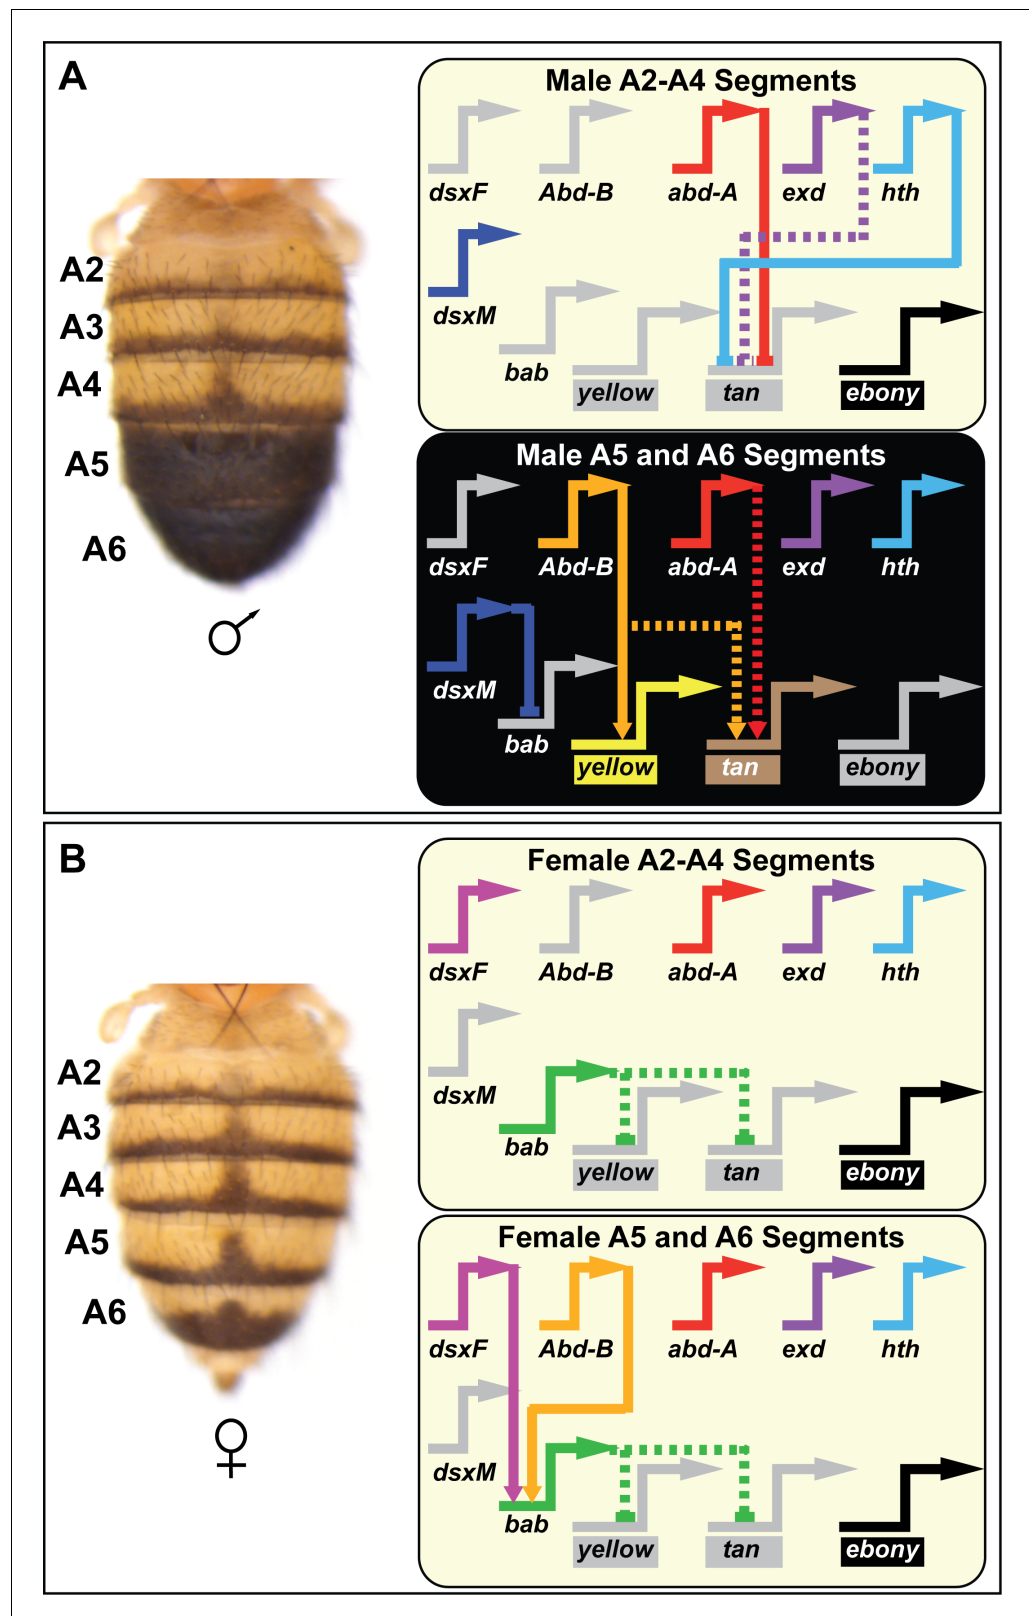 A
Male A2-A4 Segments
dsxF Abd-B abd-A exd hth
dsxM
bab
yellow tan ebony
A2
A3
A4
A5
A6
Male A5 and A6 Segments
dsxF Abd-B abd-A exd hth
dsxM
bab
yellow tan ebony
B
Female A2-A4 Segments
dsxF Abd-B abd-A exd hth
dsxM
bab
yellow tan ebony
A2
A3
A4
A5
A6
Female A5 and A6 Segments
dsxF Abd-B abd-A exd hth
dsxM
bab
yellow tan ebony